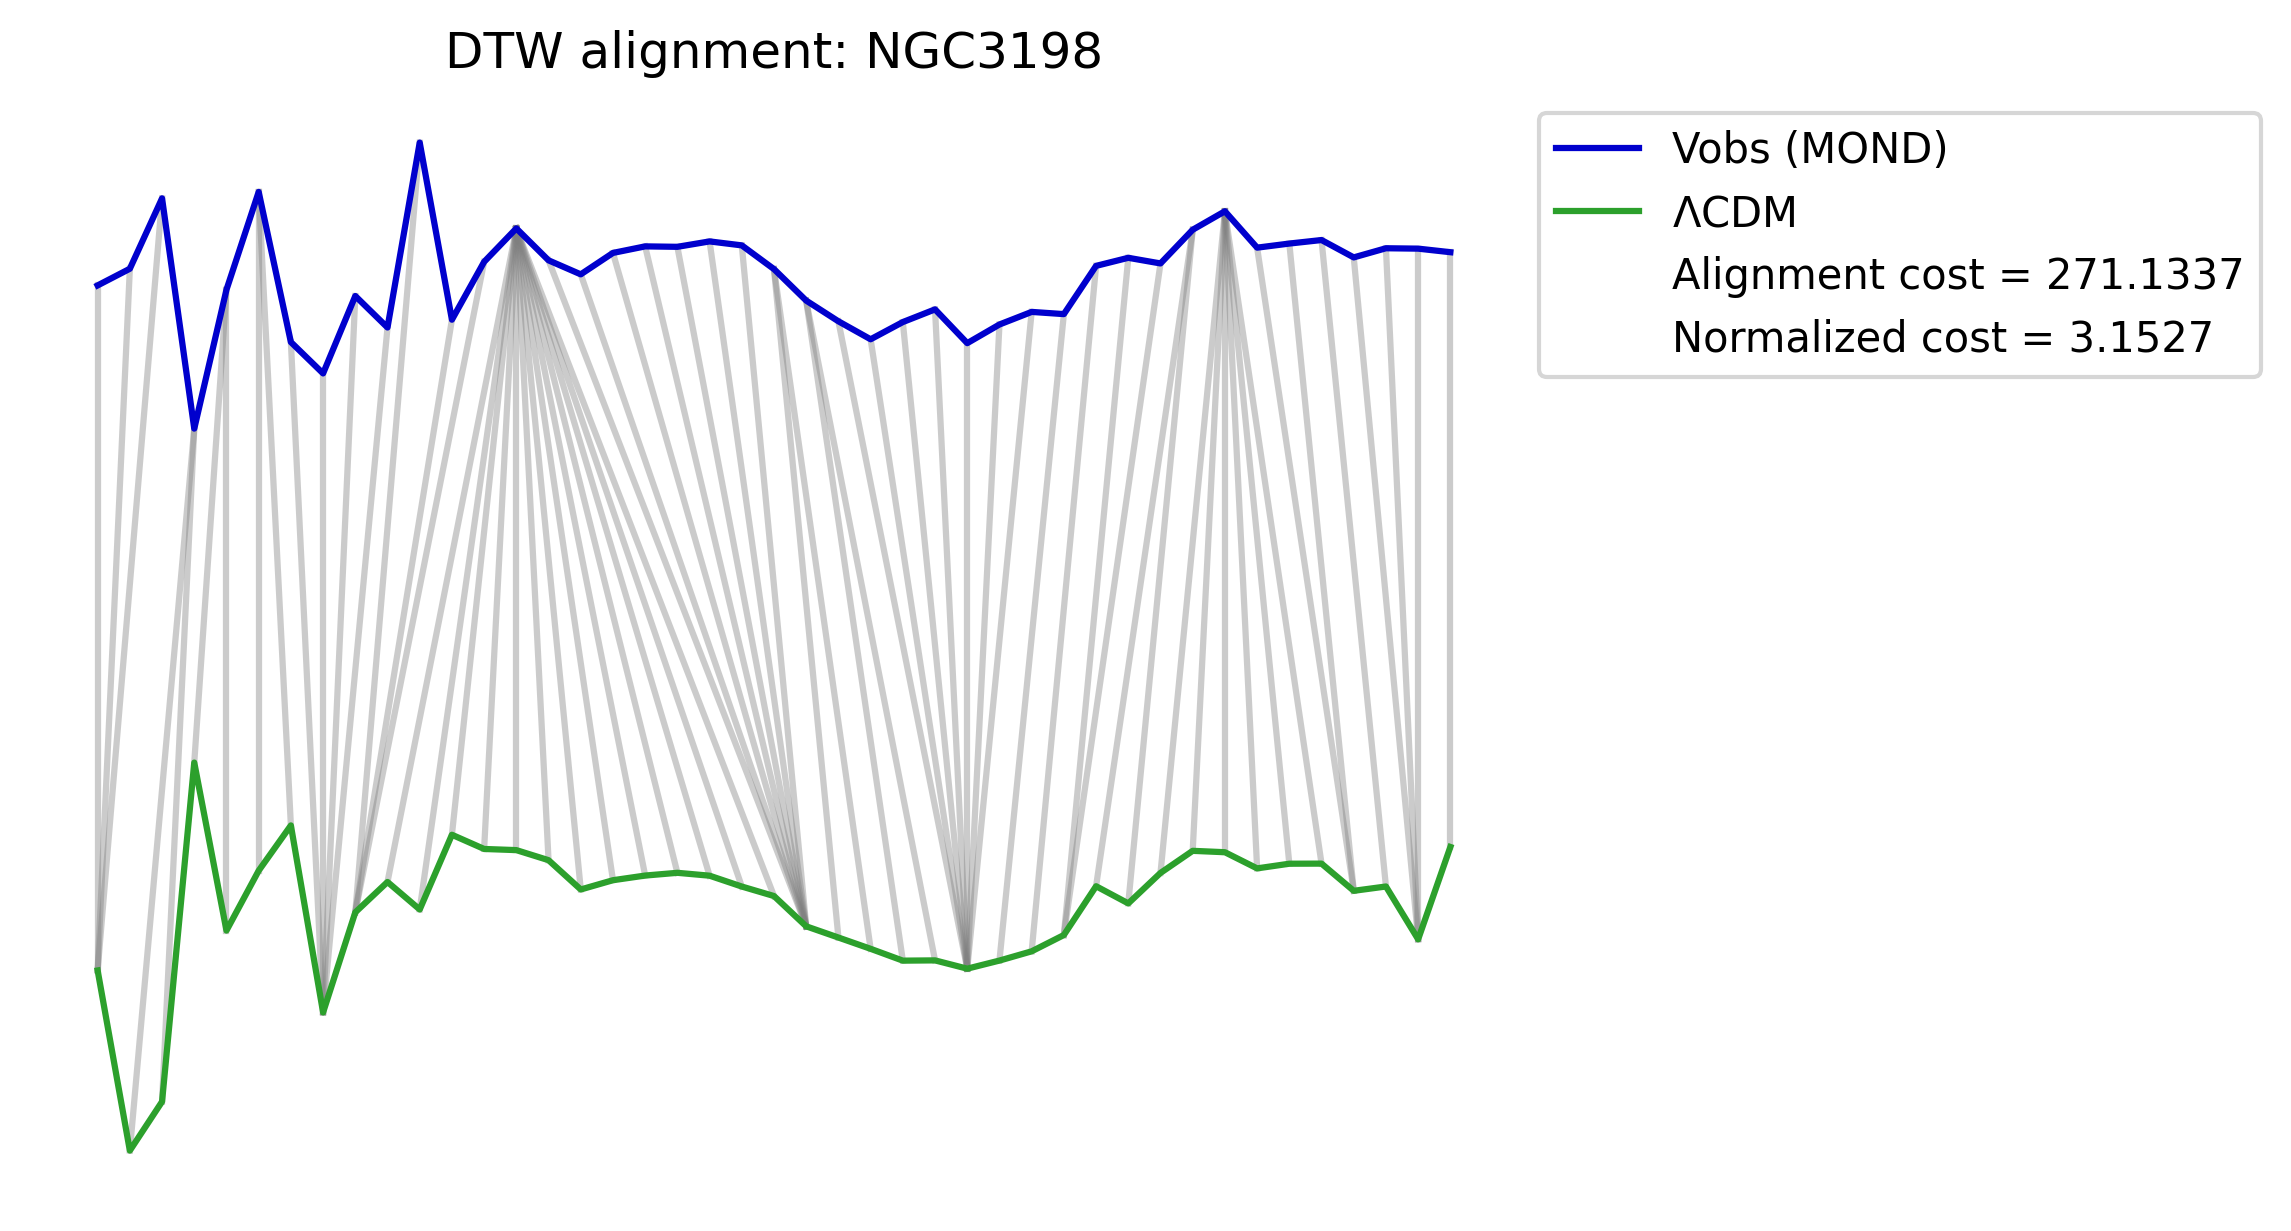 DTW alignment: NGC3198
Vobs (MOND)
ΛCDM
Alignment cost = 271.1337
Normalized cost = 3.1527